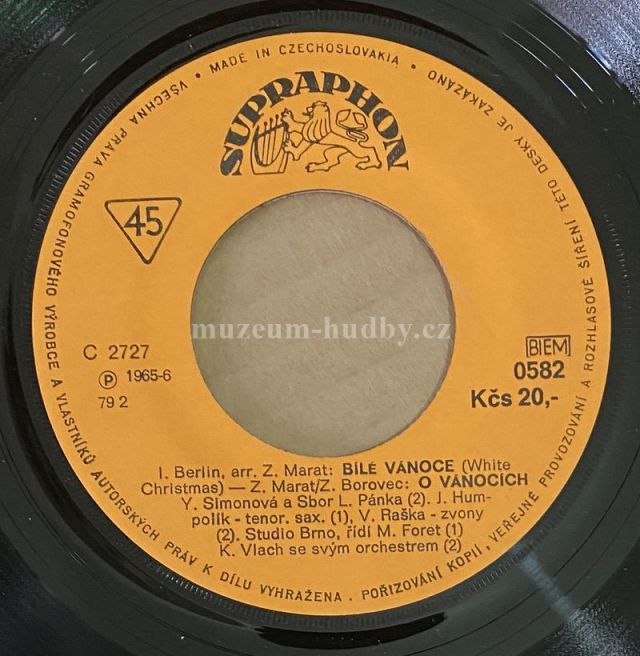 VŠECHNA PRÁVA GRAMOFONOVÉHO VÝROBCE A VLASTNÍKŮ AUTORSKÝCH PRÁV K DÍLU VYHRAŽENA • POŘIZOVÁNÍ KOPIÍ, VEŘEJNÉ PROVOZOVÁNÍ A ROZHLASOVÉ ŠÍŘENÍ TÉTO DESKY JE ZAKÁZÁNO •
MADE IN CZECHOSLOVAKIA •
SUPRAPHON
45
muzeum-hudby.cz
C 2727
Ⓟ 1965-6
79 2
BIEM
0582
Kčs 20,-
I. Berlin, arr. Z. Marat: BÍLÉ VÁNOCE (White
Christmas) — Z. Marat/Z. Borovec: O VÁNOCÍCH
Y. Simonová a Sbor L. Pánka (2). J. Hum-
polík - tenor. sax. (1), V. Raška - zvony
(2). Studio Brno, řídí M. Foret (1)
K. Vlach se svým orchestrem (2)